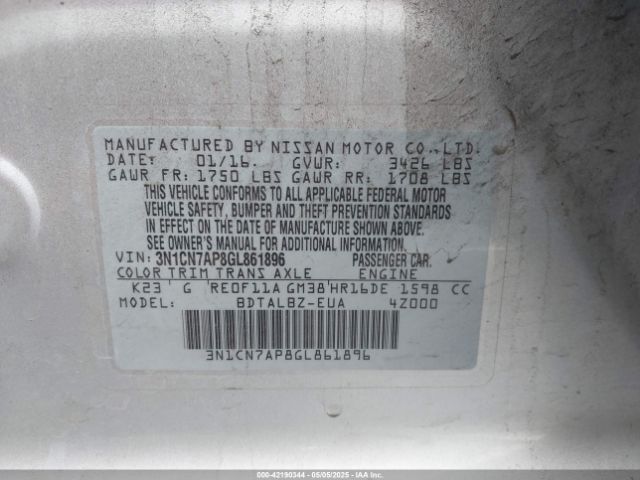 MANUFACTURED BY NISSAN MOTOR CO.,LTD.
DATE: 01/16. GVWR: 3426 LBS
GAWR FR: 1750 LBS GAWR RR: 1708 LBS
THIS VEHICLE CONFORMS TO ALL APPLICABLE FEDERAL MOTOR
VEHICLE SAFETY, BUMPER AND THEFT PREVENTION STANDARDS
IN EFFECT ON THE DATE OF MANUFACTURE SHOWN ABOVE.
SEE OWNER'S MANUAL FOR ADDITIONAL INFORMATION.
VIN: 3N1CN7AP8GL861896 PASSENGER CAR.
COLOR TRIM TRANS AXLE ENGINE
K23 G RE0F11A GM38 HR16DE 1598 CC
MODEL: BDTALBZ-EUA 4Z000
3N1CN7AP8GL861896
000-42190344 - 05/05/2025 - IAA, Inc.